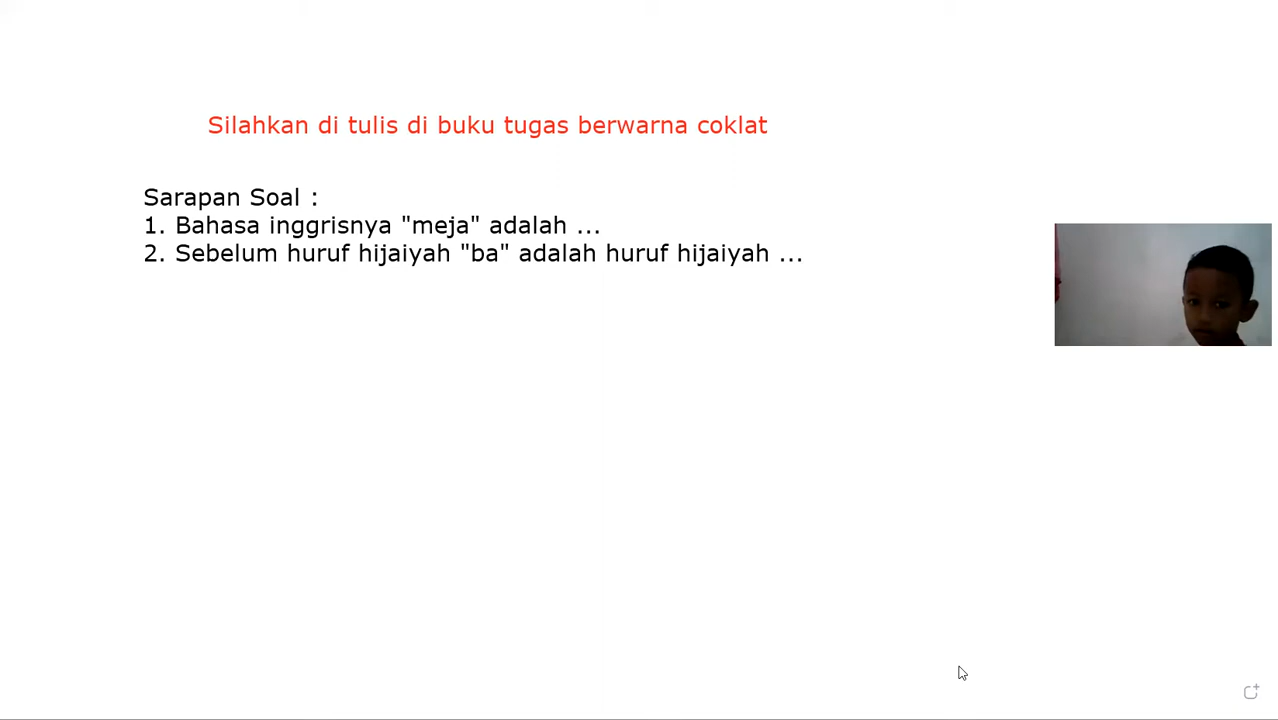 Silahkan di tulis di buku tugas berwarna coklat
Sarapan Soal :
1. Bahasa inggrisnya "meja" adalah ...
2. Sebelum huruf hijaiyah "ba" adalah huruf hijaiyah ...